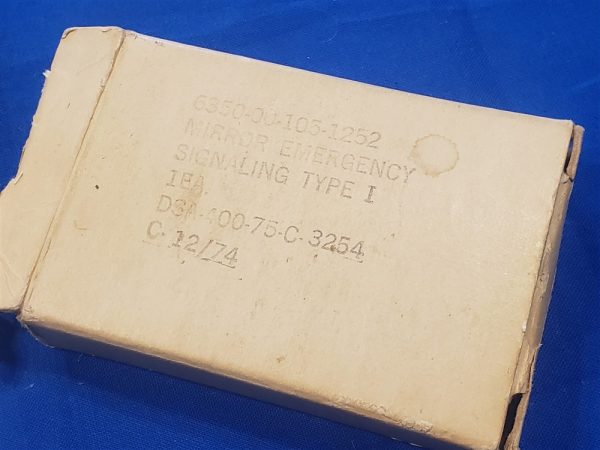 6350-00-105-1252
MIRROR EMERGENCY
SIGNALING TYPE I
1EA
DSA-400-75-C-3254
C-12/74